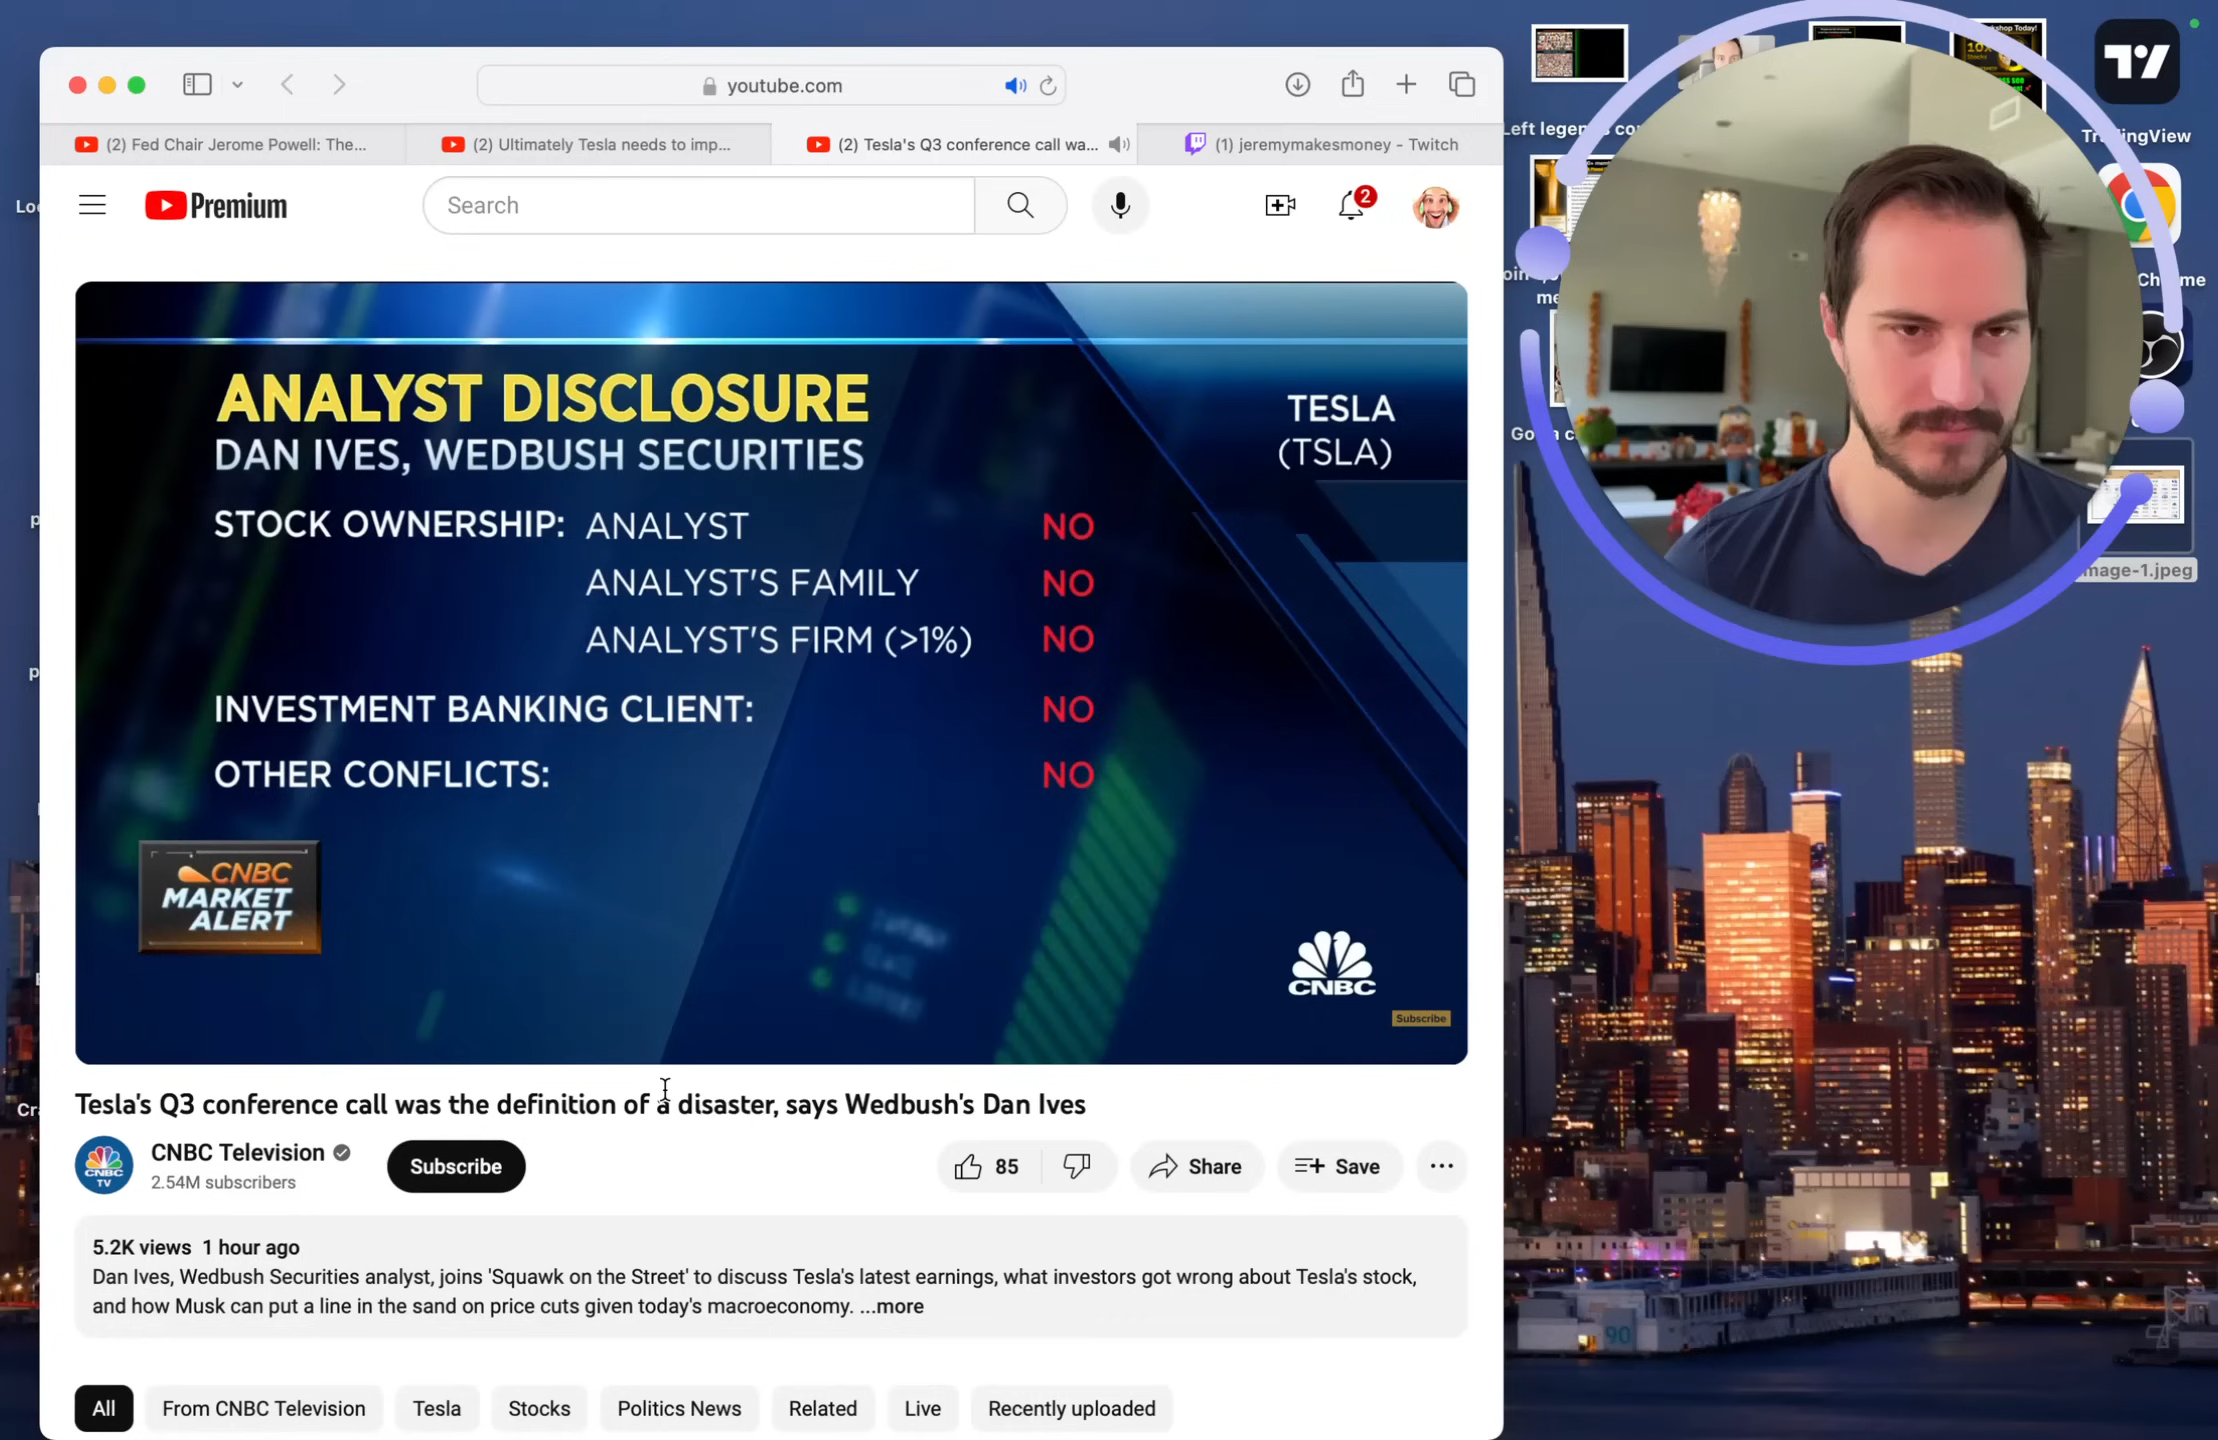 youtube.com
(2) Fed Chair Jerome Powell: The...
(2) Ultimately Tesla needs to imp...
(2) Tesla's Q3 conference call wa...
(1) jeremymakesmoney - Twitch
Premium
Search
2
ANALYST DISCLOSURE
DAN IVES, WEDBUSH SECURITIES
TESLA
(TSLA)
STOCK OWNERSHIP: ANALYST NO
ANALYST'S FAMILY NO
ANALYST'S FIRM (>1%) NO
INVESTMENT BANKING CLIENT: NO
OTHER CONFLICTS: NO
CNBC
MARKET
ALERT
CNBC
Subscribe
Tesla's Q3 conference call was the definition of a disaster, says Wedbush's Dan Ives
CNBC Television
2.54M subscribers
CNBC
TV
Subscribe
85
Share
Save
5.2K views 1 hour ago
Dan Ives, Wedbush Securities analyst, joins 'Squawk on the Street' to discuss Tesla's latest earnings, what investors got wrong about Tesla's stock,
and how Musk can put a line in the sand on price cuts given today's macroeconomy. ...more
All
From CNBC Television
Tesla
Stocks
Politics News
Related
Live
Recently uploaded
90